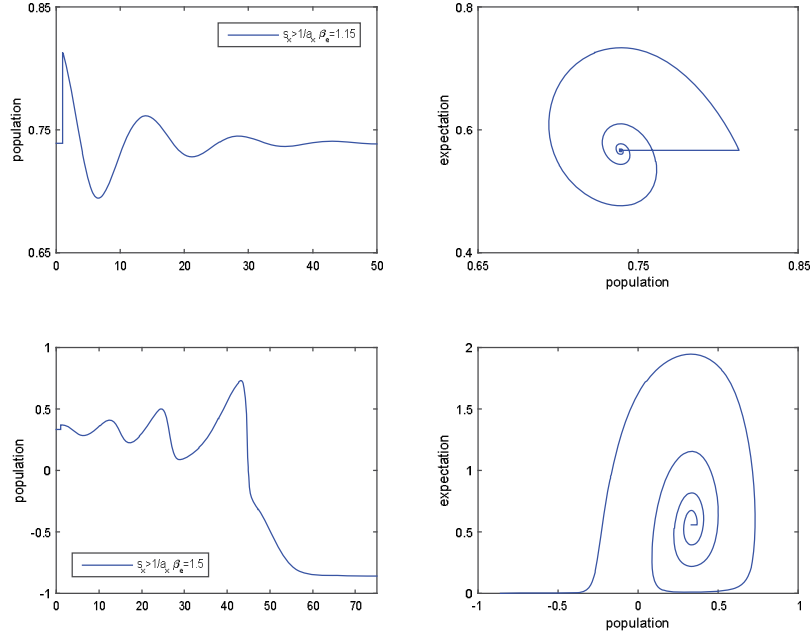 0.85
population
0.75
0.65
s_x>1/a_x β_e=1.15
0 10 20 30 40 50
0.8
expectation
0.6
0.4
0.65 0.75 0.85
population
1
0.5
population
0
-0.5
-1
s_x>1/a_x β_e=1.5
0 10 20 30 40 50 60 70
2
1.5
expectation
1
0.5
0
-1 -0.5 0 0.5 1
population